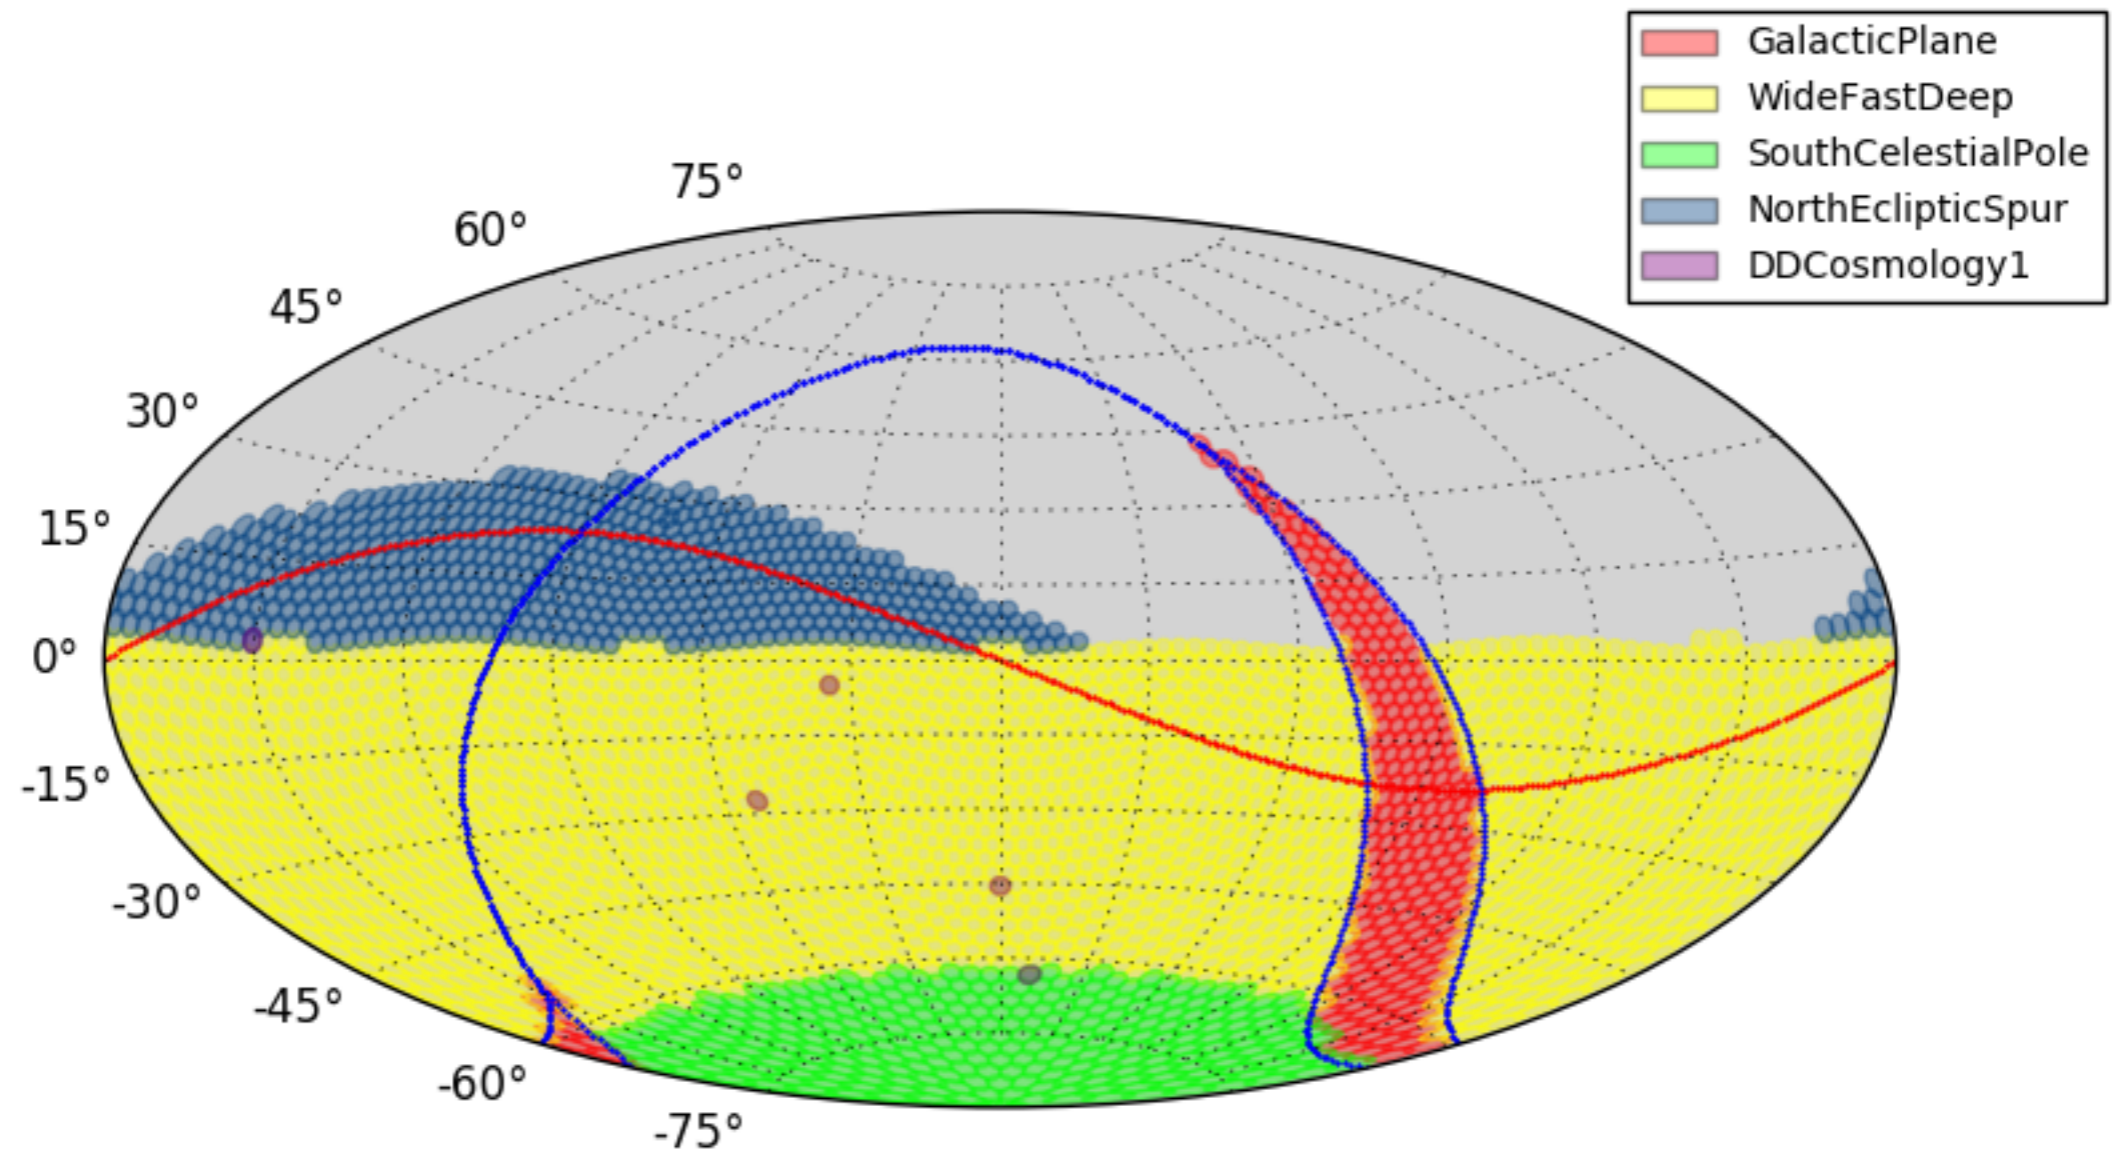 GalacticPlane
WideFastDeep
SouthCelestialPole
NorthEclipticSpur
DDCosmology1
75°
60°
45°
30°
15°
0°
-15°
-30°
-45°
-60°
-75°